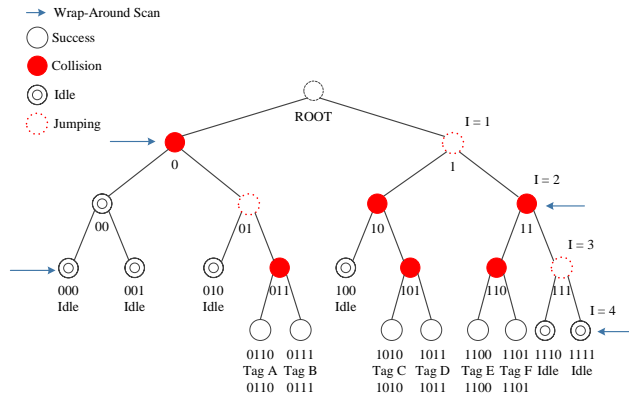 Wrap-Around Scan
Success
Collision
Idle
Jumping
ROOT
I = 1
0
1
I = 2
00
01
10
11
I = 3
000
001
010
011
100
101
110
111
Idle
Idle
Idle
Idle
I = 4
0110
0111
1010
1011
1100
1101
1110
1111
Tag A
Tag B
Tag C
Tag D
Tag E
Tag F
Idle
Idle
0110
0111
1010
1011
1100
1101